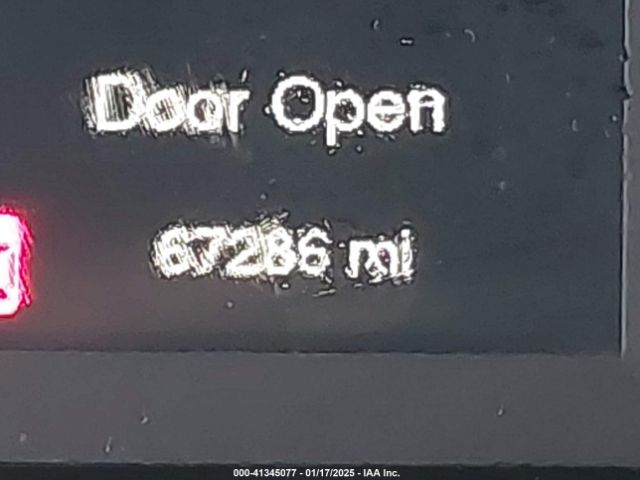 Door Open
67286 mi
000-41345077 - 01/17/2025 - IAA Inc.